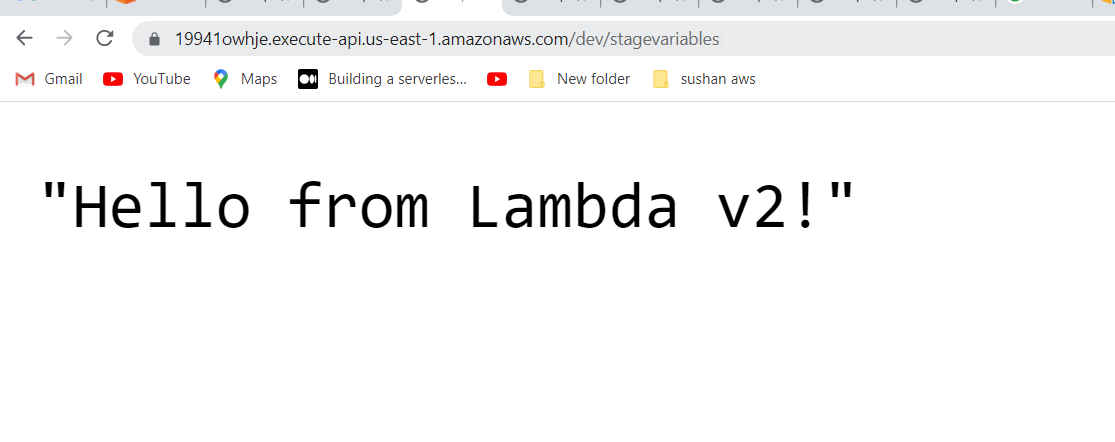 19941owhje.execute-api.us-east-1.amazonaws.com/dev/stagevariables
Gmail YouTube Maps Building a serverles... New folder sushan aws
"Hello from Lambda v2!"